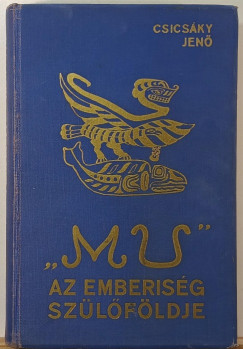 CSICSÁKY
JENŐ
„MU”
AZ EMBERISÉG
SZÜLŐFÖLDJE